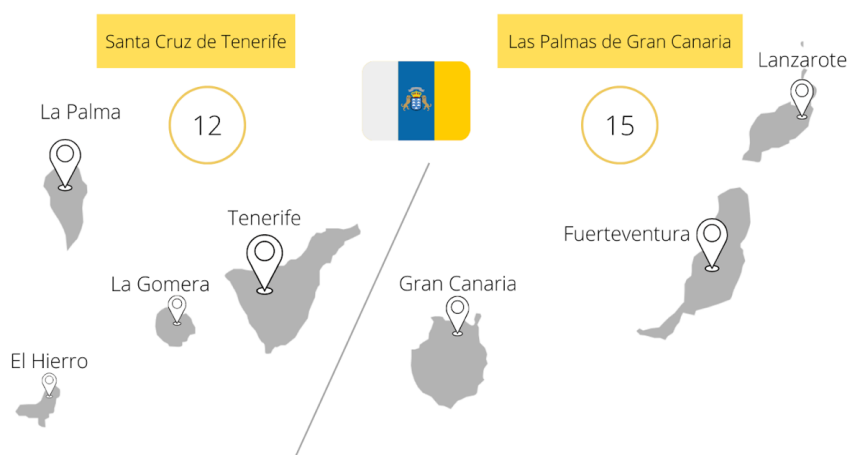 Santa Cruz de Tenerife
Las Palmas de Gran Canaria
Lanzarote
La Palma
12
15
Tenerife
Fuerteventura
La Gomera
Gran Canaria
El Hierro